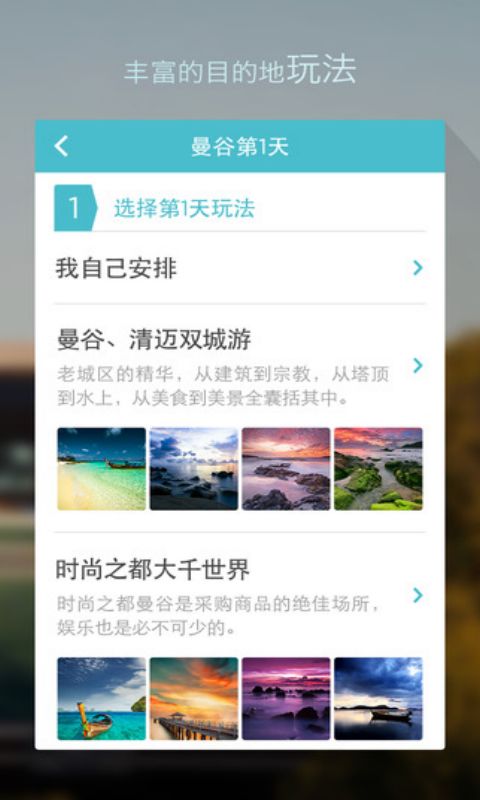 丰富的目的地玩法
曼谷第1天
1 选择第1天玩法
我自己安排
曼谷、清迈双城游
老城区的精华，从建筑到宗教，从塔顶
到水上，从美食到美景全囊括其中。
时尚之都大千世界
时尚之都曼谷是采购商品的绝佳场所，
娱乐也是必不可少的。